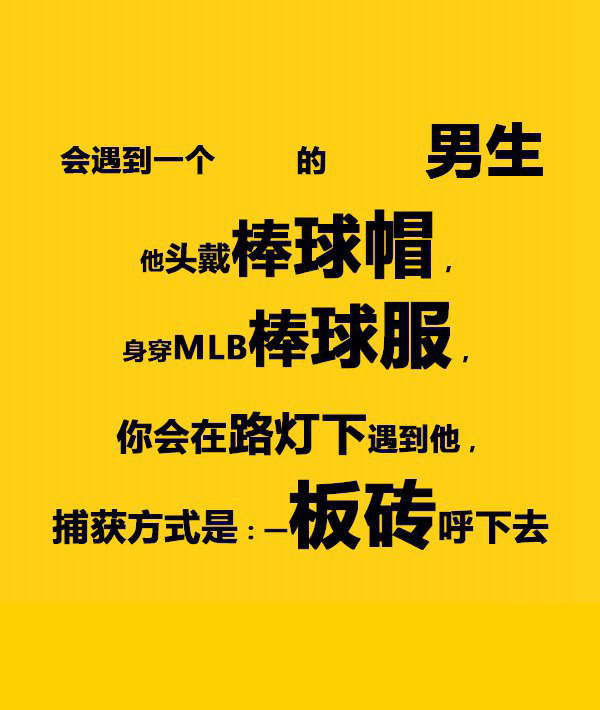 会遇到一个 的 男生
他头戴棒球帽，
身穿MLB棒球服，
你会在路灯下遇到他，
捕获方式是：一板砖呼下去